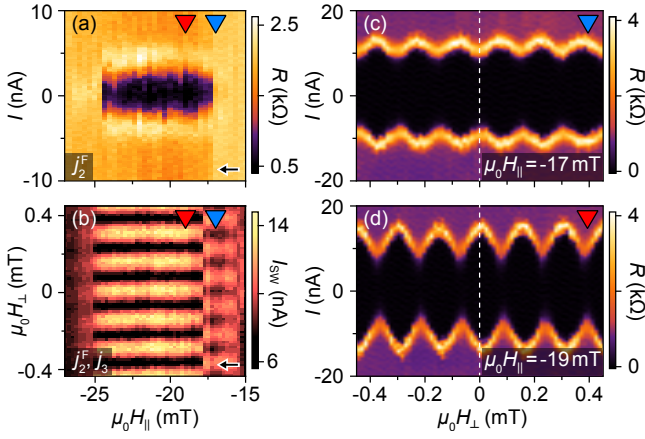 (a)
10
0
-10
I (nA)
j₂ᶠ
2.5
0.5
R (kΩ)
(b)
0.4
0
-0.4
μ₀H⊥ (mT)
j₂ᶠ, j₃
14
6
I_SW (nA)
-25
-20
-15
μ₀H∥ (mT)
(c)
20
0
-20
I (nA)
μ₀H∥ = -17 mT
4
0
R (kΩ)
(d)
20
0
-20
I (nA)
μ₀H∥ = -19 mT
4
0
R (kΩ)
-0.4
-0.2
0.0
0.2
0.4
μ₀H⊥ (mT)